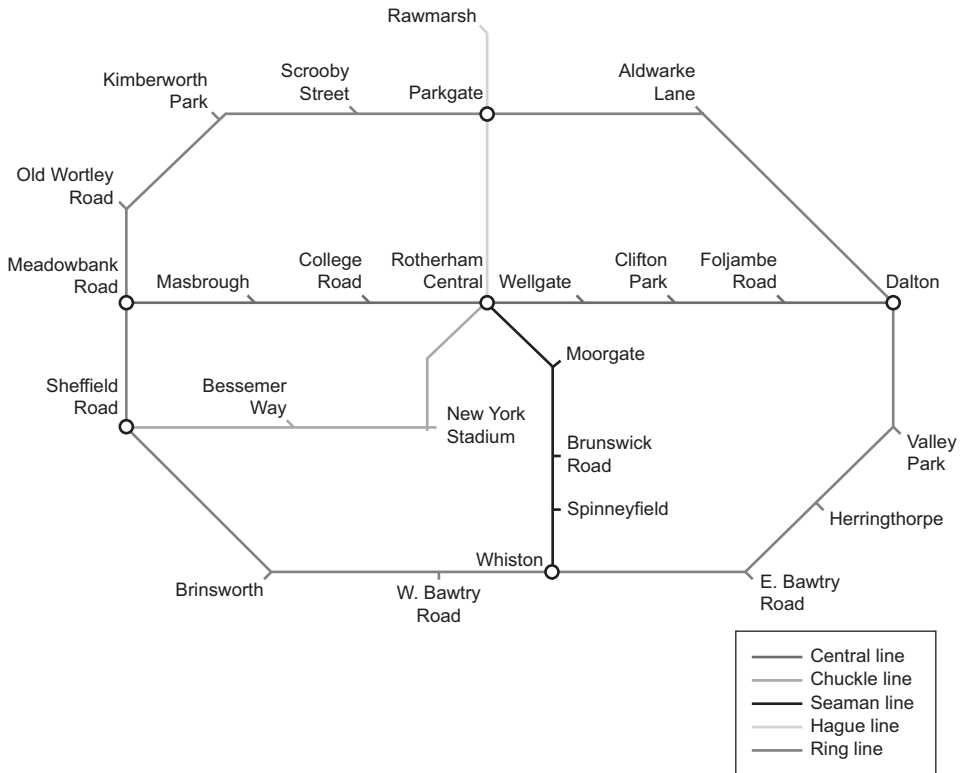 Rawmarsh
Scrooby
Street
Parkgate
Aldwarke
Lane
Kimberworth
Park
Old Wortley
Road
Meadowbank
Road
Masbrough
College
Road
Rotherham
Central
Wellgate
Clifton
Park
Foljambe
Road
Dalton
Moorgate
Sheffield
Road
Bessemer
Way
New York
Stadium
Brunswick
Road
Valley
Park
Spinneyfield
Herringthorpe
Whiston
Brinsworth
W. Bawtry
Road
E. Bawtry
Road
Central line
Chuckle line
Seaman line
Hague line
Ring line